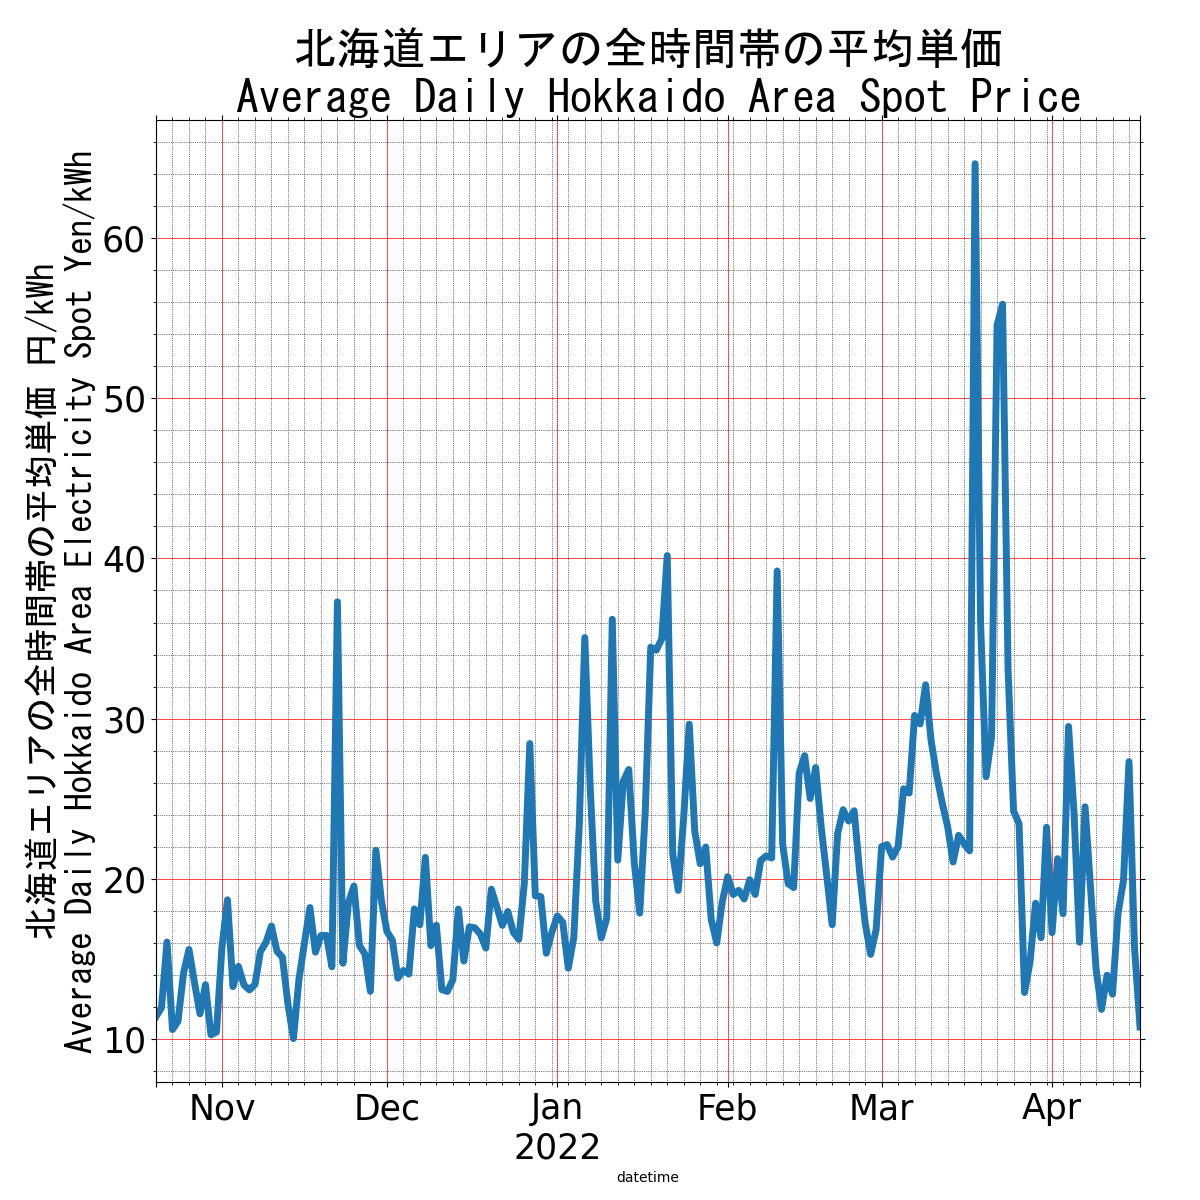 北海道エリアの全時間帯の平均単価
Average Daily Hokkaido Area Spot Price
北海道エリアの全時間帯の平均単価 円/kWh
Average Daily Hokkaido Area Electricity Spot Yen/kWh
60
50
40
30
20
10
Nov
Dec
Jan
2022
Feb
Mar
Apr
datetime